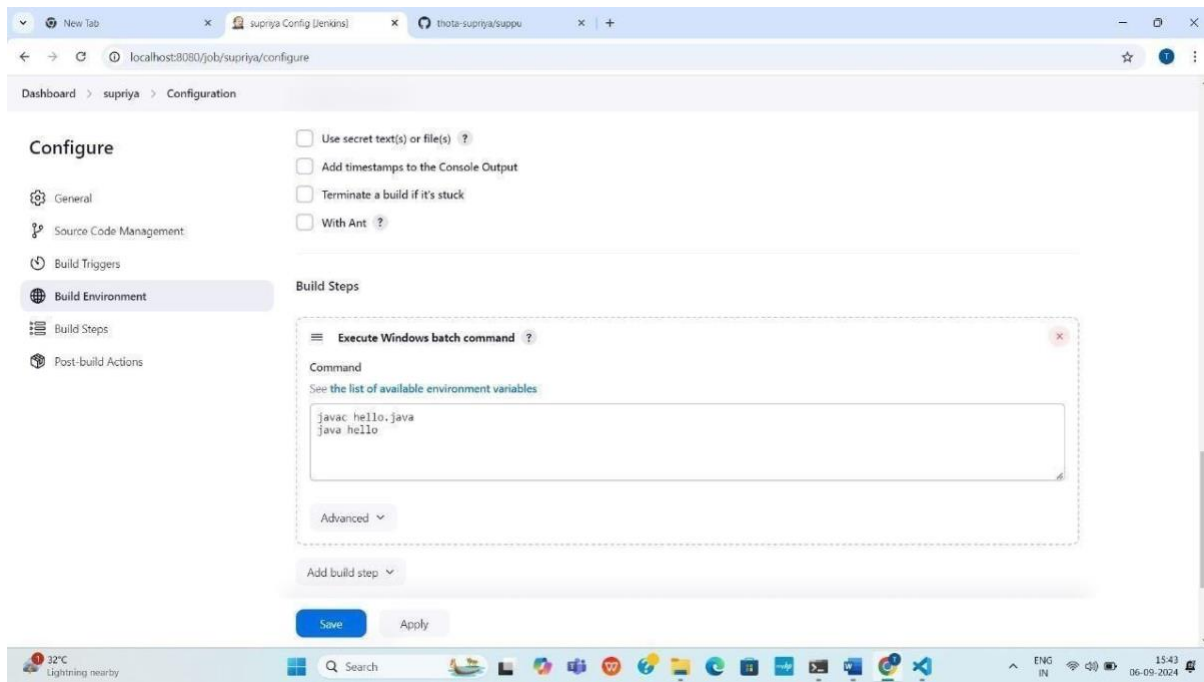 New Tab
supriya Config [Jenkins]
thota-supriya/suppu
localhost:8080/job/supriya/configure
T
Dashboard > supriya > Configuration
Configure
General
Source Code Management
Build Triggers
Build Environment
Build Steps
Post-build Actions
Use secret text(s) or file(s) ?
Add timestamps to the Console Output
Terminate a build if it's stuck
With Ant ?
Build Steps
Execute Windows batch command ?
Command
See the list of available environment variables
javac hello.java
java hello
Advanced
Add build step
Save Apply
1
32°C
Lightning nearby
Search
ENG
IN
15:43
06-09-2024